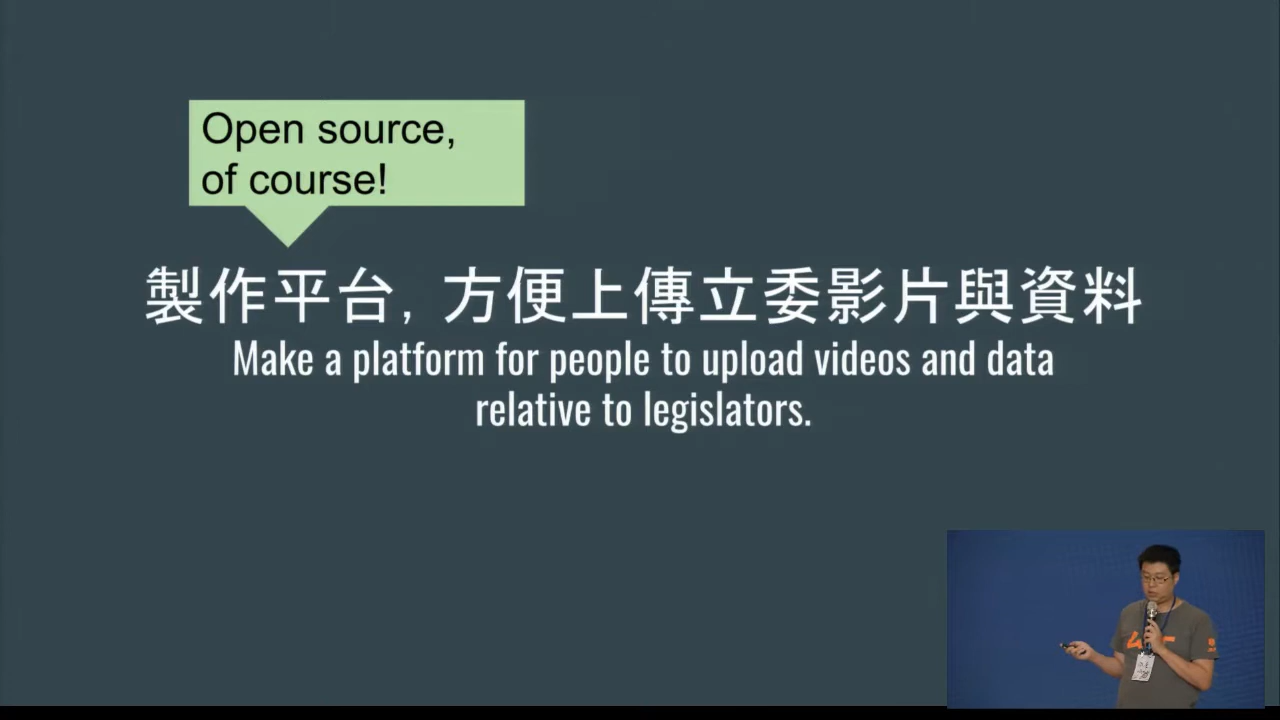 Open source,
of course!
製作平台，方便上傳立委影片與資料
Make a platform for people to upload videos and data
relative to legislators.